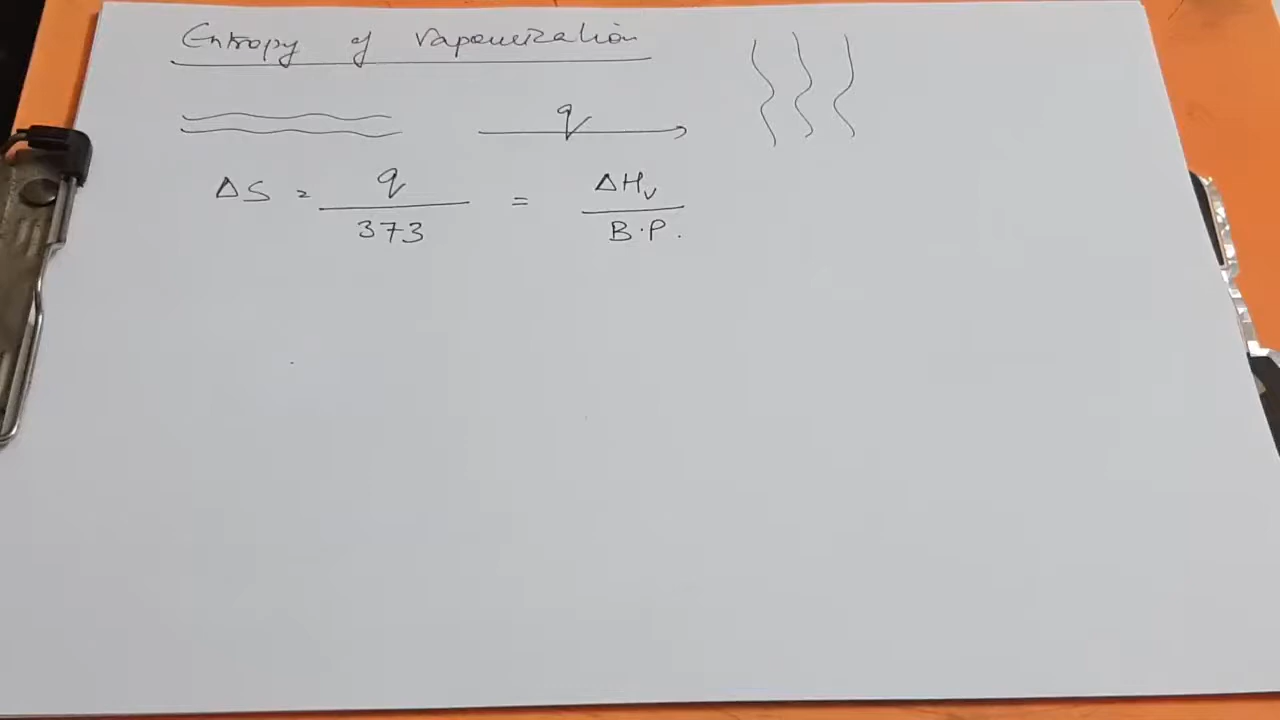 Entropy of vapourization
q
ΔS = q / 373 = ΔHv / B.P.